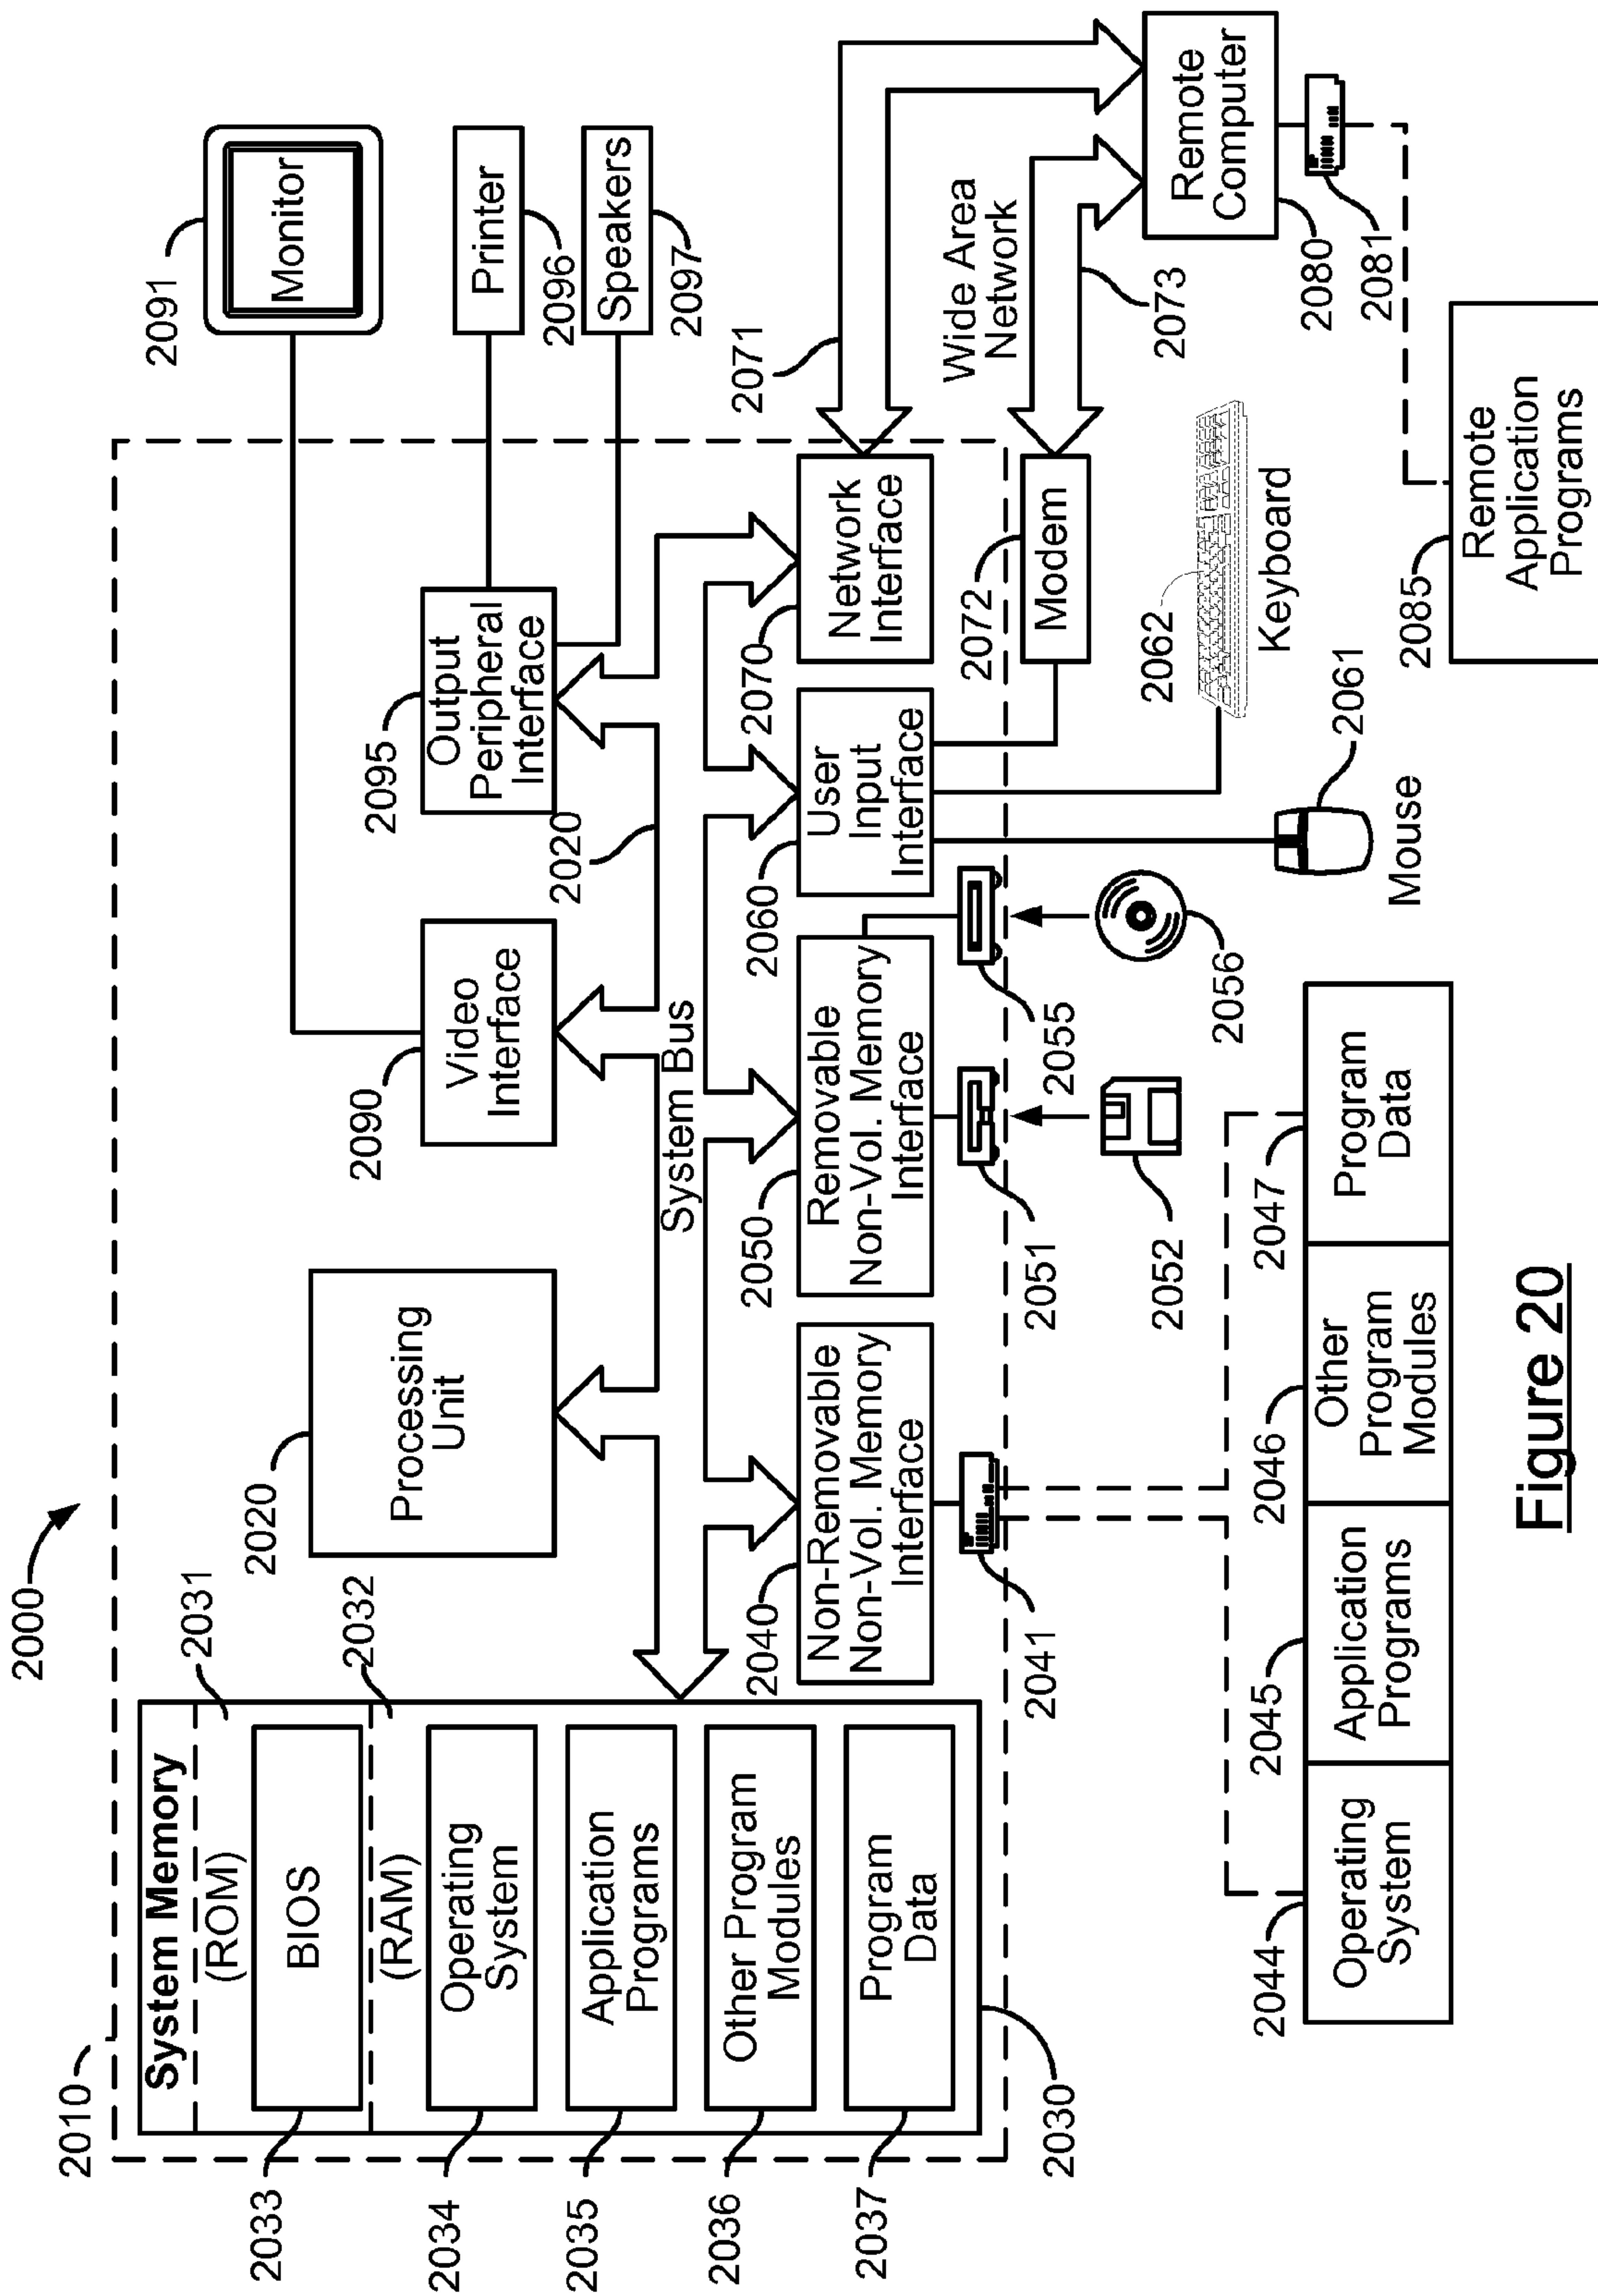 2000
2010
System Memory
(ROM)
2031
BIOS
2033
(RAM)
2032
Operating
System
2034
Application
Programs
2035
Other Program
Modules
2036
Program
Data
2037
2030
2020
Processing
Unit
2090
Video
Interface
2095
Output
Peripheral
Interface
2020
System Bus
2091
Monitor
Printer
2096
Speakers
2097
2040
Non-Removable
Non-Vol. Memory
Interface
2050
Removable
Non-Vol. Memory
Interface
2060
User
Input
Interface
2070
Network
Interface
2071
2041
2051
2055
2072
Modem
Wide Area
Network
2073
2052
2056
2062
Keyboard
2061
Mouse
Remote
Computer
2080
2081
2044
Operating
System
2045
Application
Programs
2046
Other
Program
Modules
2047
Program
Data
2085
Remote
Application
Programs
Figure 20